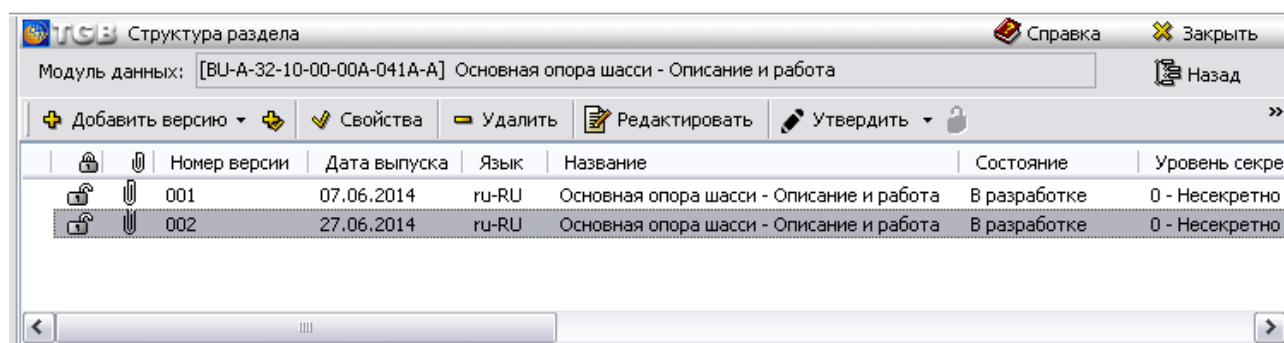 TGB Структура раздела Справка Закрыть
Модуль данных: [BU-A-32-10-00-00A-041A-A] Основная опора шасси - Описание и работа Назад
Добавить версию Свойства Удалить Редактировать Утвердить »
Номер версии Дата выпуска Язык Название Состояние Уровень секре
001 07.06.2014 ru-RU Основная опора шасси - Описание и работа В разработке 0 - Несекретно
002 27.06.2014 ru-RU Основная опора шасси - Описание и работа В разработке 0 - Несекретно